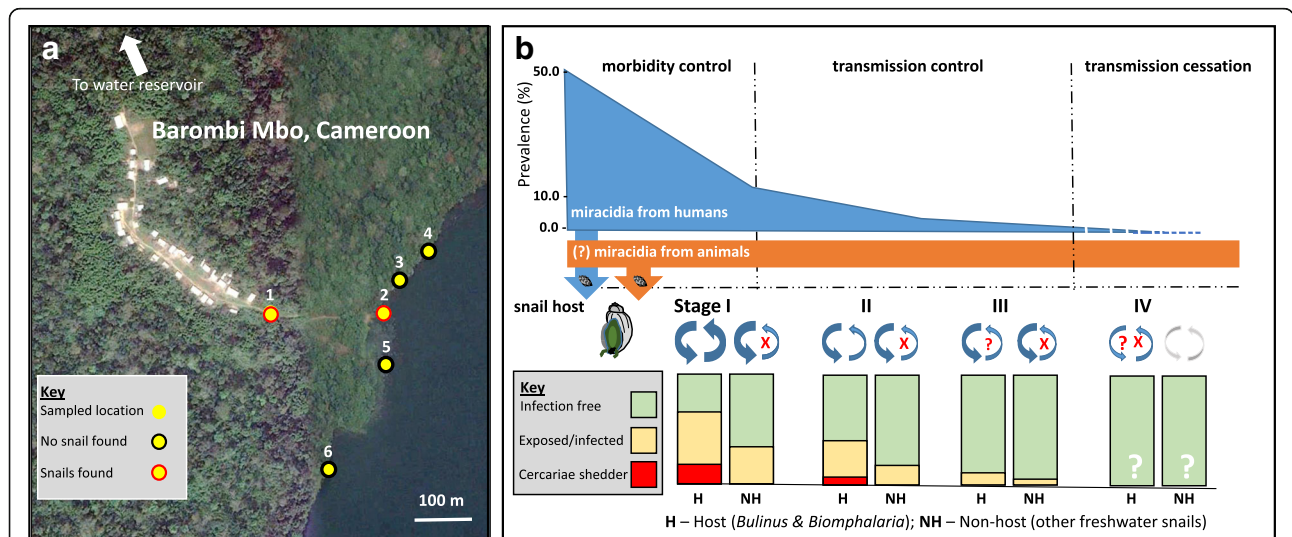 a
To water reservoir
Barombi Mbo, Cameroon
4
3
1
2
5
6
Key
Sampled location
No snail found
Snails found
100 m
b
morbidity control
transmission control
transmission cessation
Prevalence (%)
50.0
10.0
0.0
miracidia from humans
(?) miracidia from animals
snail host
Stage I
II
III
IV
X
X
?
X
? X
Key
Infection free
Exposed/infected
Cercariae shedder
? ?
H NH H NH H NH H NH
H – Host (Bulinus & Biomphalaria); NH – Non-host (other freshwater snails)